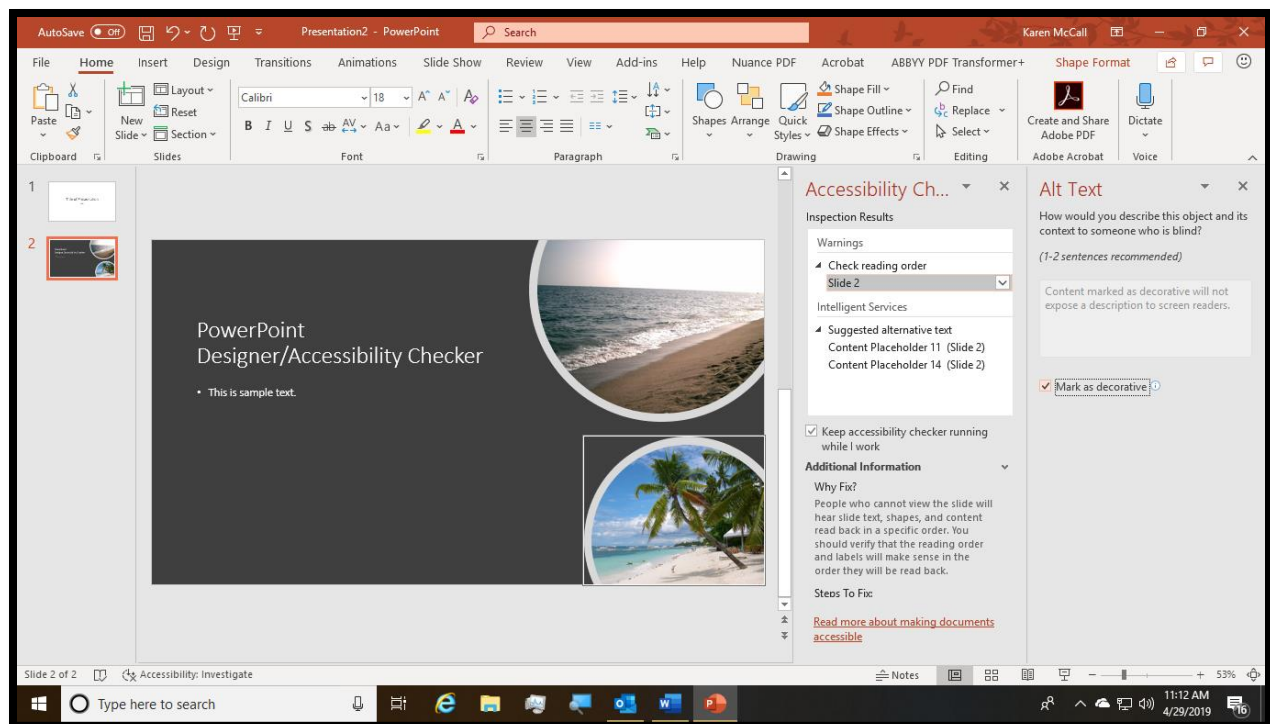 AutoSave Off Presentation2 - PowerPoint Search Karen McCall
File Home Insert Design Transitions Animations Slide Show Review View Add-ins Help Nuance PDF Acrobat ABBYY PDF Transformer+ Shape Format
Paste
New
Slide
Layout
Reset
Section
Calibri 18
B I U S ab AV Aa A
Shapes Arrange Quick
Styles
Shape Fill
Shape Outline
Shape Effects
Find
Replace
Select
Create and Share
Adobe PDF
Dictate
Clipboard Slides Font Paragraph Drawing Editing Adobe Acrobat Voice
1
2
PowerPoint
Designer/Accessibility Checker
• This is sample text.
Accessibility Ch...
Inspection Results
Warnings
Check reading order
Slide 2
Intelligent Services
Suggested alternative text
Content Placeholder 11 (Slide 2)
Content Placeholder 14 (Slide 2)
Keep accessibility checker running
while I work
Additional Information
Why Fix?
People who cannot view the slide will
hear slide text, shapes, and content
read back in a specific order. You
should verify that the reading order
and labels will make sense in the
order they will be read back.
Steps To Fix:
Read more about making documents
accessible
Alt Text
How would you describe this object and its
context to someone who is blind?
(1-2 sentences recommended)
Content marked as decorative will not
expose a description to screen readers.
Mark as decorative
Slide 2 of 2 Accessibility: Investigate Notes 53%
Type here to search
11:12 AM
4/29/2019
16